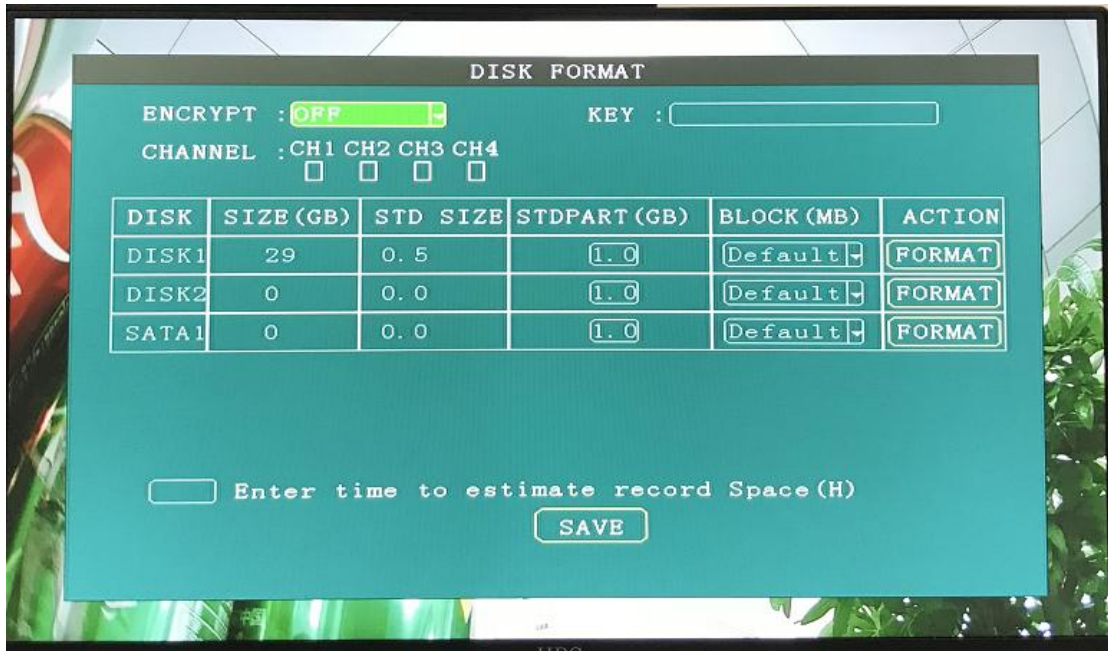 DISK FORMAT
ENCRYPT :OFF KEY :
CHANNEL :CH1 CH2 CH3 CH4
DISK SIZE(GB) STD SIZE STDPART(GB) BLOCK(MB) ACTION
DISK1 29 0.5 1.0 Default FORMAT
DISK2 0 0.0 1.0 Default FORMAT
SATA1 0 0.0 1.0 Default FORMAT
Enter time to estimate record Space(H)
SAVE